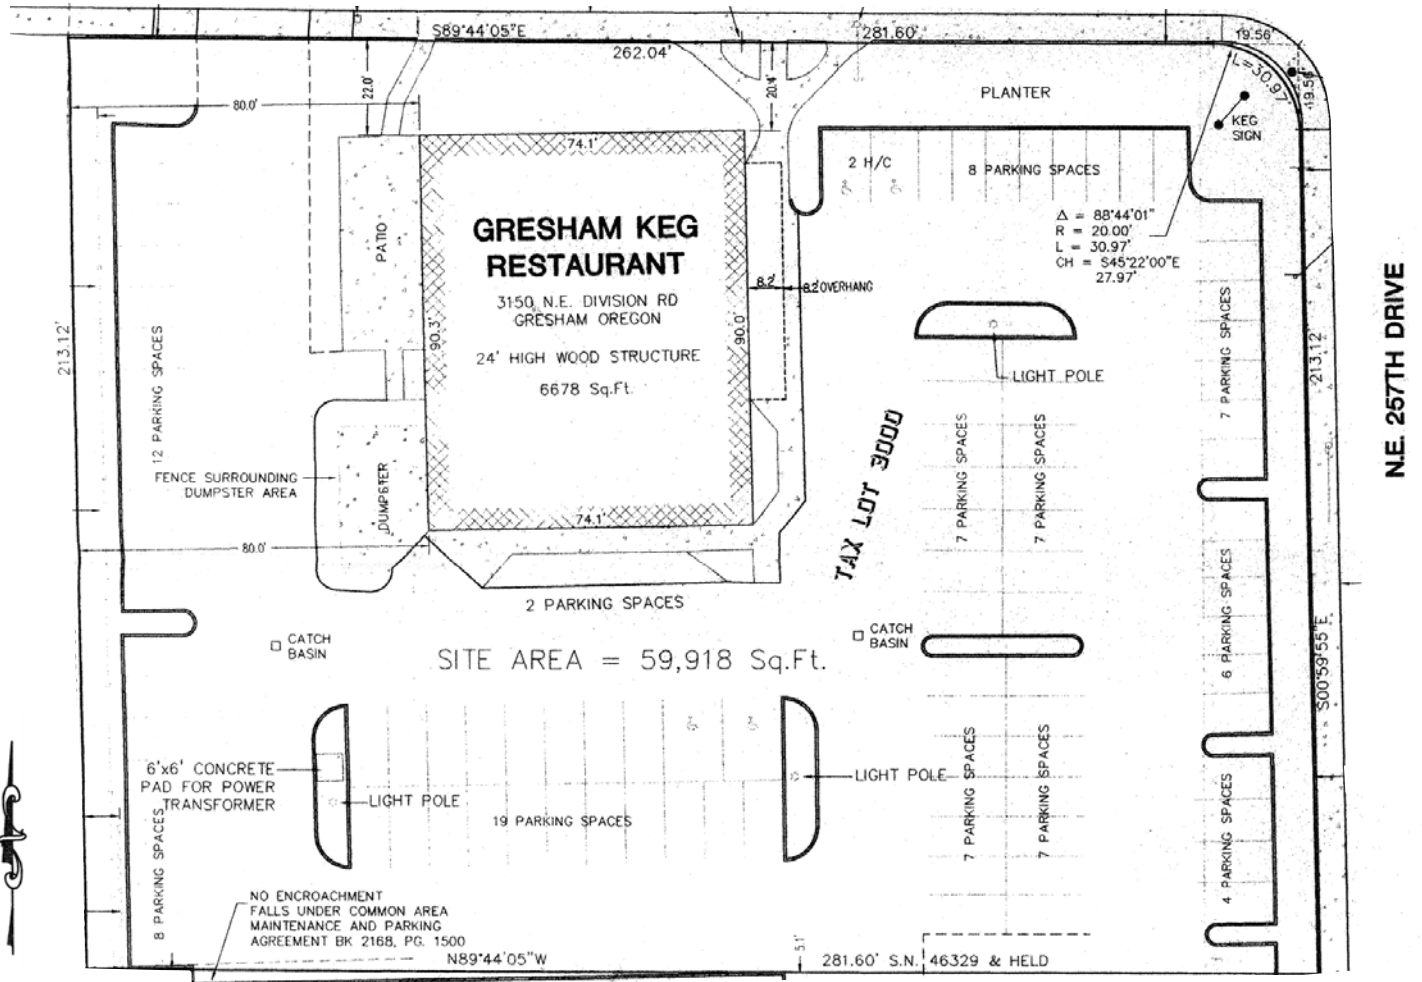 S89°44'05"E
262.04'
281.60'
19.56'
L=30.97'
19.56'
22.0'
20.4'
80.0'
PLANTER
KEG
SIGN
74.1'
2 H/C
8 PARKING SPACES
Δ = 88°44'01"
R = 20.00'
L = 30.97'
CH = S45°22'00"E
27.97'
GRESHAM KEG
RESTAURANT
3150 N.E. DIVISION RD
GRESHAM OREGON
24' HIGH WOOD STRUCTURE
6678 Sq.Ft.
PATIO
90.3'
90.0'
8.2'
8.2' OVERHANG
LIGHT POLE
213.12'
12 PARKING SPACES
7 PARKING SPACES
7 PARKING SPACES
7 PARKING SPACES
213.12'
N.E. 257TH DRIVE
TAX LOT 3000
FENCE SURROUNDING
DUMPSTER AREA
DUMPSTER
74.1'
80.0'
2 PARKING SPACES
CATCH
BASIN
CATCH
BASIN
SITE AREA = 59,918 Sq.Ft.
6 PARKING SPACES
S00°59'55"E
6'x6' CONCRETE
PAD FOR POWER
TRANSFORMER
LIGHT POLE
LIGHT POLE
19 PARKING SPACES
8 PARKING SPACES
7 PARKING SPACES
7 PARKING SPACES
4 PARKING SPACES
NO ENCROACHMENT
FALLS UNDER COMMON AREA
MAINTENANCE AND PARKING
AGREEMENT BK 2168, PG. 1500
N89°44'05"W
5.1'
281.60' S.N. 46329 & HELD